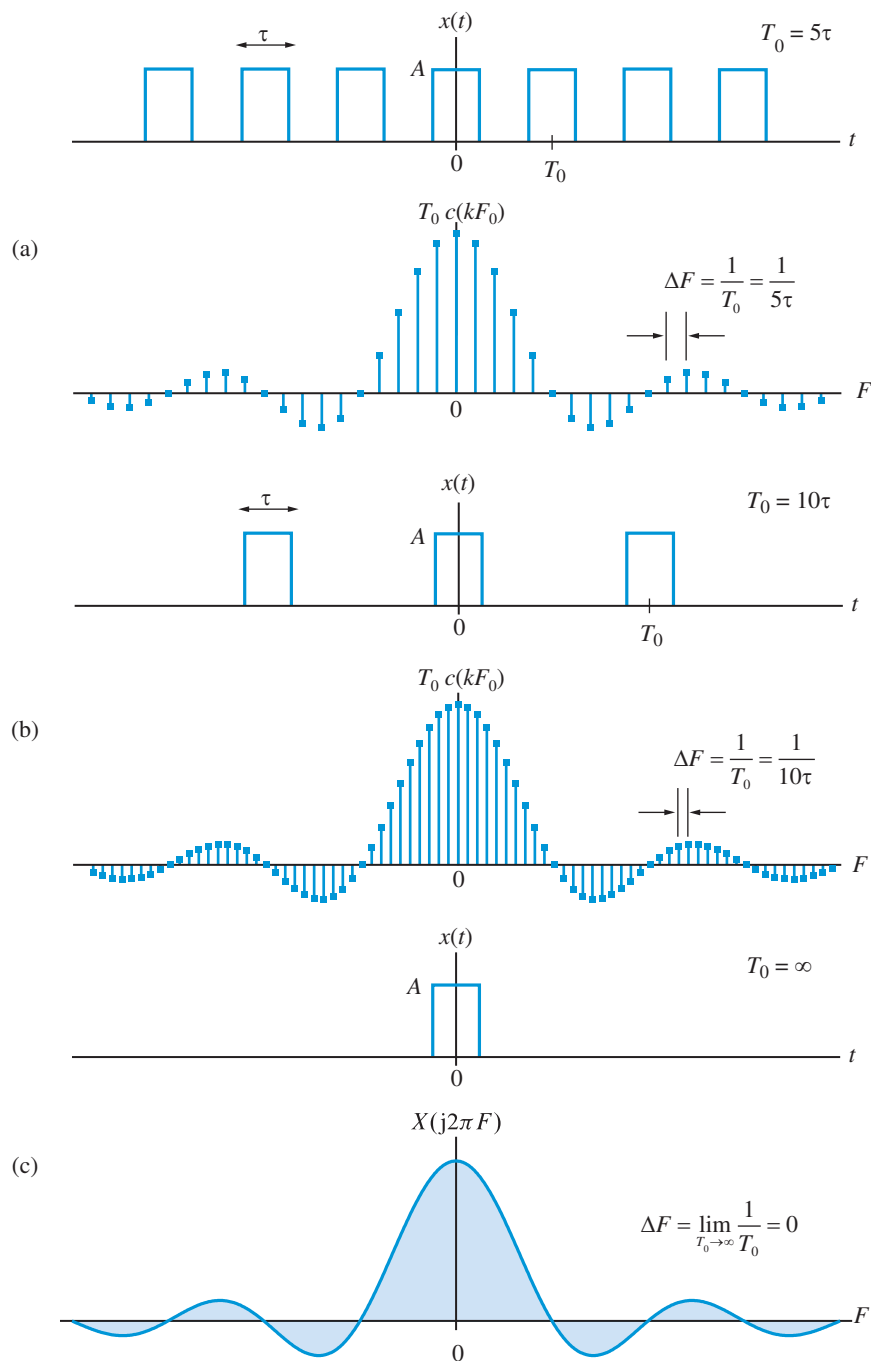 x(t)
T₀ = 5τ
τ
A
t
0
T₀
(a)
T₀ c(kF₀)
ΔF = 1/T₀ = 1/5τ
F
0
x(t)
T₀ = 10τ
τ
A
t
0
T₀
(b)
T₀ c(kF₀)
ΔF = 1/T₀ = 1/10τ
F
0
x(t)
T₀ = ∞
A
t
0
(c)
X(j2πF)
ΔF = lim T₀→∞ 1/T₀ = 0
F
0